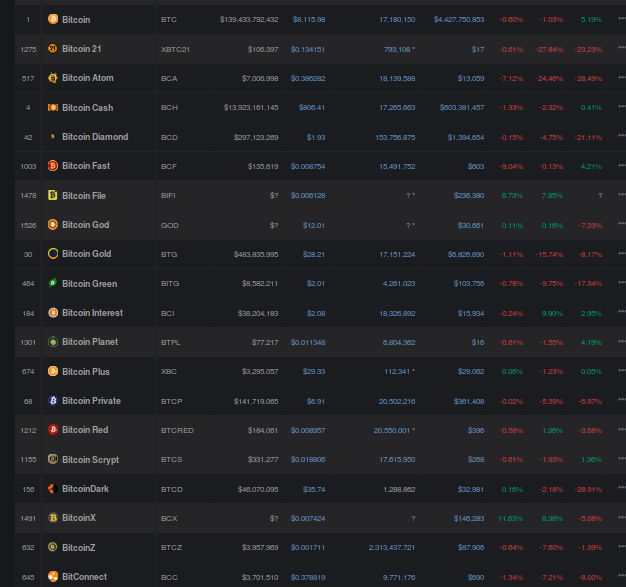 1 Bitcoin BTC $139,433,792,432 $8,115.98 17,180,150 $4,427,750,853 -0.60% -1.03% 5.19%
1275 Bitcoin 21 XBTC21 $106,397 $0.134151 793,108 * $17 -0.61% -27.84% -23.23%
517 Bitcoin Atom BCA $7,006,998 $0.386282 18,139,588 $13,059 -7.12% -24.46% -28.49%
4 Bitcoin Cash BCH $13,923,161,145 $806.41 17,265,663 $603,381,457 -1.33% -2.32% 0.41%
42 Bitcoin Diamond BCD $297,123,269 $1.93 153,756,875 $1,394,654 -0.15% -4.75% -21.11%
1003 Bitcoin Fast BCF $135,619 $0.008754 15,491,752 $603 -9.04% -0.13% 4.21%
1478 Bitcoin File BIFI $? $0.006128 ? * $236,380 6.73% 7.85% ?
1526 Bitcoin God GOD $? $12.01 ? * $30,661 0.11% 0.16% -7.33%
30 Bitcoin Gold BTG $483,835,995 $28.21 17,151,224 $6,826,690 -1.11% -15.74% -8.17%
464 Bitcoin Green BITG $8,582,211 $2.01 4,261,023 $103,756 -0.78% -9.75% -17.34%
184 Bitcoin Interest BCI $38,204,183 $2.08 18,326,892 $15,934 -0.24% 9.90% 2.95%
1301 Bitcoin Planet BTPL $77,217 $0.011348 6,804,362 $16 -0.61% -1.55% 4.19%
674 Bitcoin Plus XBC $3,295,057 $29.33 112,341 * $29,062 0.06% -1.23% 0.05%
68 Bitcoin Private BTCP $141,719,065 $6.91 20,502,216 $361,408 -0.02% -5.39% -6.97%
1212 Bitcoin Red BTCRED $184,061 $0.008957 20,550,001 * $396 -0.58% 1.36% -3.68%
1155 Bitcoin Scrypt BTCS $331,277 $0.018806 17,615,950 $268 -0.61% -1.93% 1.36%
156 BitcoinDark BTCD $46,070,095 $35.74 1,288,862 $32,981 0.16% -2.18% -28.91%
1491 BitcoinX BCX $? $0.007424 ? $146,283 11.63% 8.38% -5.08%
632 BitcoinZ BTCZ $3,957,969 $0.001711 2,313,437,721 $87,906 -0.64% -7.60% -1.39%
645 BitConnect BCC $3,701,510 $0.378819 9,771,176 $690 -1.34% -7.21% -8.00%